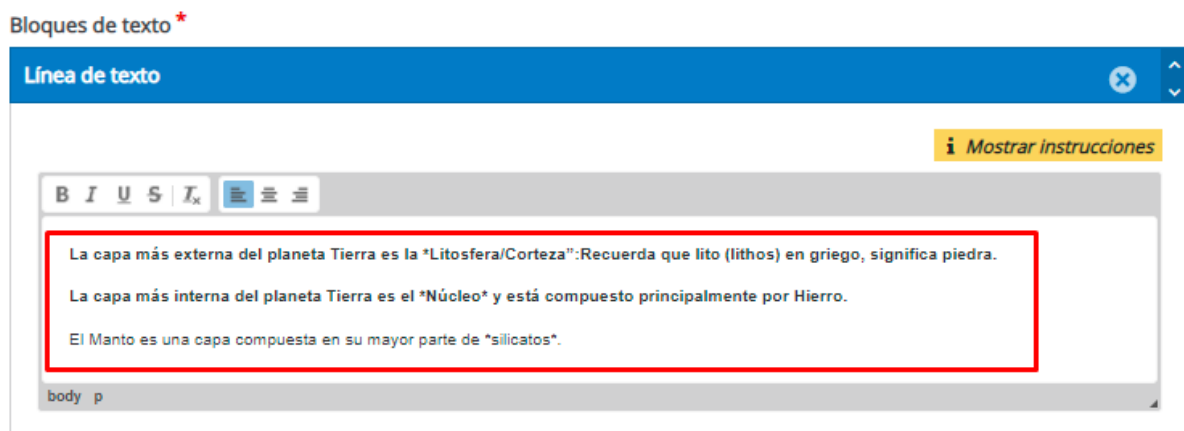 Bloques de texto *
Línea de texto
i Mostrar instrucciones
B I U S Ix
La capa más externa del planeta Tierra es la *Litosfera/Corteza”:Recuerda que lito (lithos) en griego, significa piedra.
La capa más interna del planeta Tierra es el *Núcleo* y está compuesto principalmente por Hierro.
El Manto es una capa compuesta en su mayor parte de *silicatos*.
body p